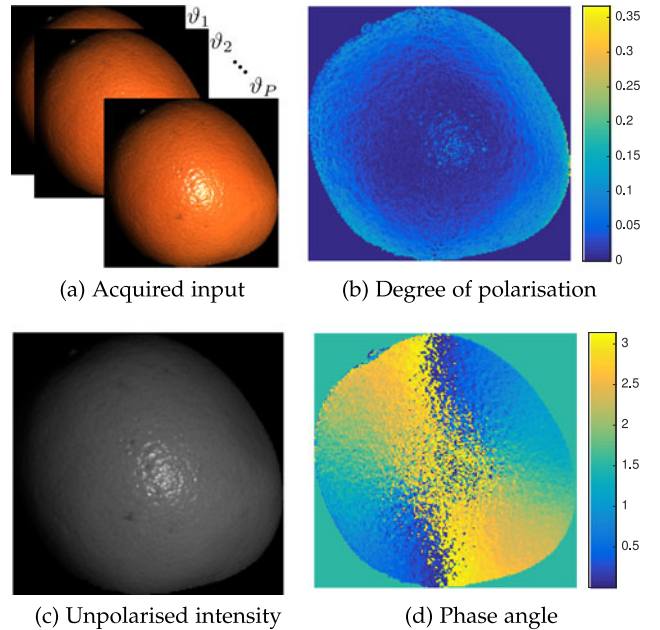 ϑ₁
ϑ₂
ϑ_P
0.35
0.3
0.25
0.2
0.15
0.1
0.05
0
(a) Acquired input
(b) Degree of polarisation
3
2.5
2
1.5
1
0.5
(c) Unpolarised intensity
(d) Phase angle